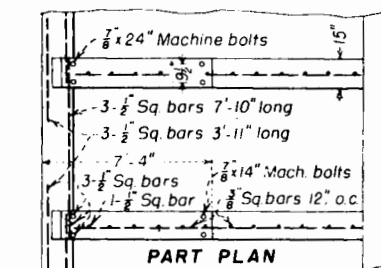 7/8"x24" Machine bolts
15"
9 1/2"
3-1/2" Sq. bars 7'-10" long
3-1/2" Sq. bars 3'-11" long
7'-4"
7/8"x14" Mach. bolts
3-1/2" Sq. bars
1-1/2" Sq. bar
3/8" Sq. bars 12" o.c.
PART PLAN